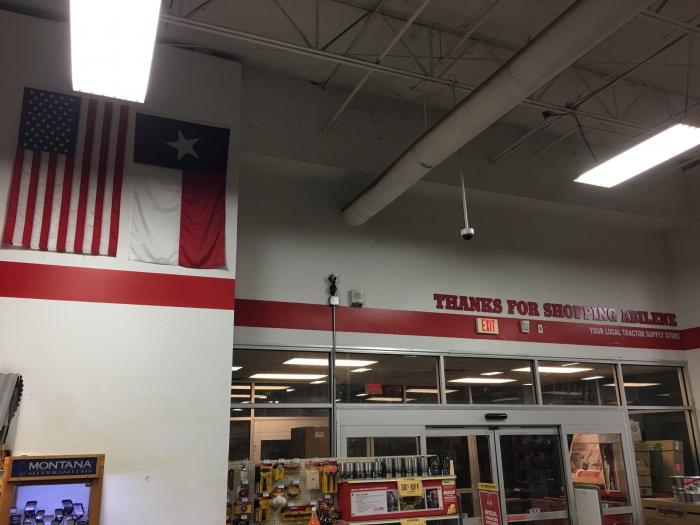 THANKS FOR SHOPPING ABILENE
EXIT
YOUR LOCAL TRACTOR SUPPLY STORE
MONTANA
SILVERSMITHS
30% OFF